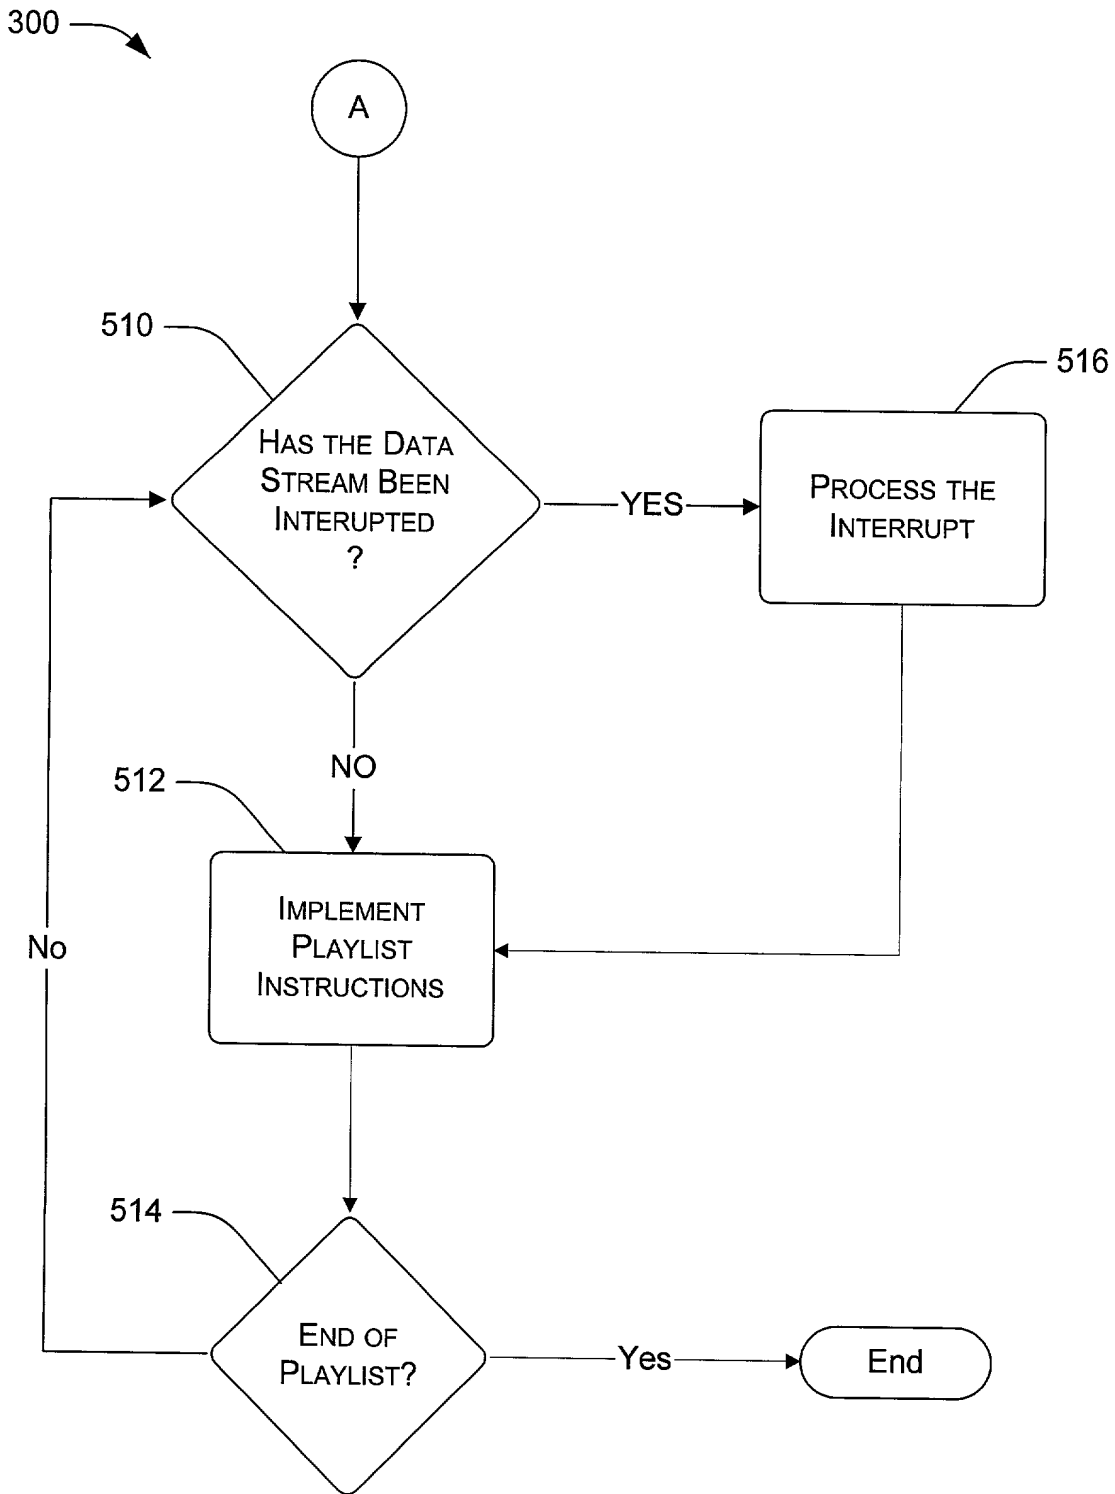 300
A
510
HAS THE DATA
STREAM BEEN
INTERUPTED
?
YES
516
PROCESS THE
INTERRUPT
NO
512
IMPLEMENT
PLAYLIST
INSTRUCTIONS
No
514
END OF
PLAYLIST?
Yes
End